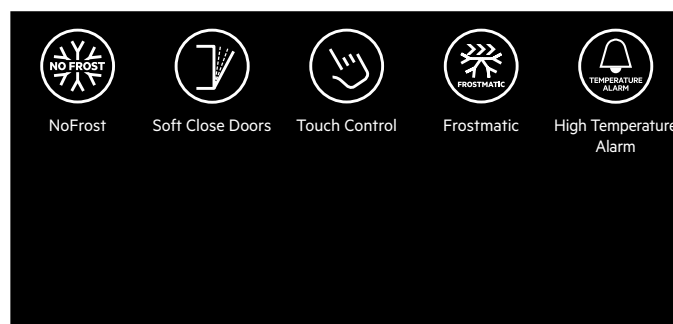 NO FROST
FROSTMATIC
TEMPERATURE
ALARM
NoFrost
Soft Close Doors
Touch Control
Frostmatic
High Temperature
Alarm